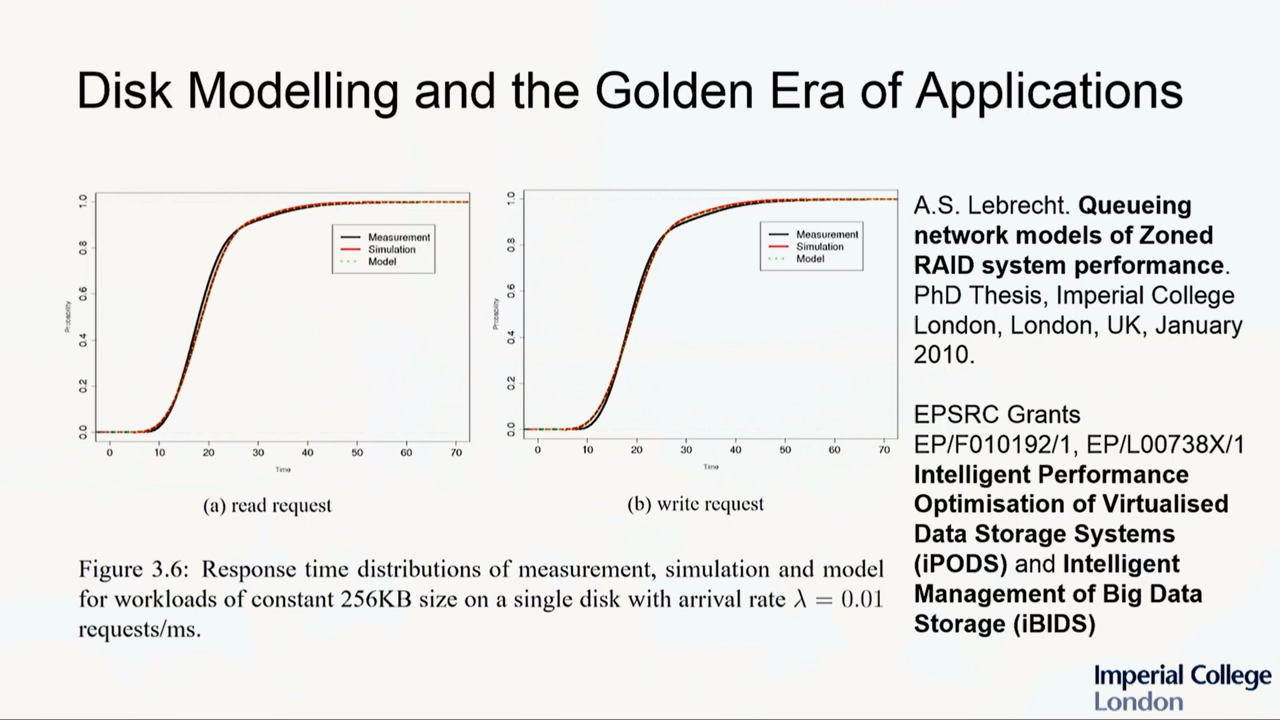 Disk Modelling and the Golden Era of Applications
1.0
0.8
0.6
0.4
0.2
0.0
Probability
Measurement
Simulation
Model
0 10 20 30 40 50 60 70
Time
(a) read request
1.0
0.8
0.6
0.4
0.2
0.0
Probability
Measurement
Simulation
Model
0 10 20 30 40 50 60 70
Time
(b) write request
Figure 3.6: Response time distributions of measurement, simulation and model
for workloads of constant 256KB size on a single disk with arrival rate λ = 0.01
requests/ms.
A.S. Lebrecht. Queueing
network models of Zoned
RAID system performance.
PhD Thesis, Imperial College
London, London, UK, January
2010.
EPSRC Grants
EP/F010192/1, EP/L00738X/1
Intelligent Performance
Optimisation of Virtualised
Data Storage Systems
(iPODS) and Intelligent
Management of Big Data
Storage (iBIDS)
Imperial College
London